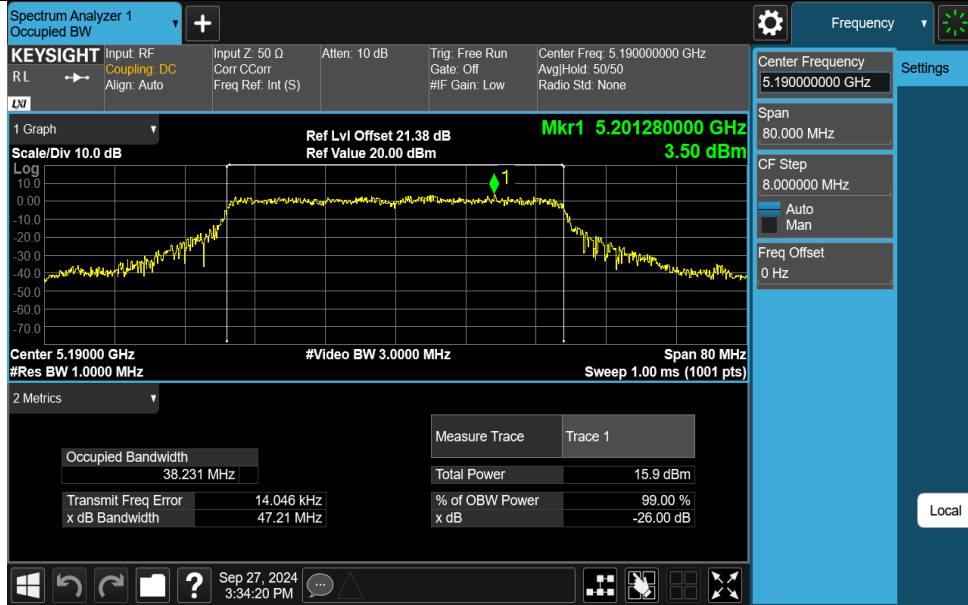 Spectrum Analyzer 1
Occupied BW
+
Frequency
KEYSIGHT
RL
LXI
Input: RF
Coupling: DC
Align: Auto
Input Z: 50 Ω
Corr CCorr
Freq Ref: Int (S)
Atten: 10 dB
Trig: Free Run
Gate: Off
#IF Gain: Low
Center Freq: 5.190000000 GHz
Avg|Hold: 50/50
Radio Std: None
Center Frequency
5.190000000 GHz
Settings
Span
80.000 MHz
CF Step
8.000000 MHz
Auto
Man
Freq Offset
0 Hz
Local
1 Graph
Scale/Div 10.0 dB
Ref Lvl Offset 21.38 dB
Ref Value 20.00 dBm
Mkr1 5.201280000 GHz
3.50 dBm
Log
1
10.0
0.00
-10.0
-20.0
-30.0
-40.0
-50.0
-60.0
-70.0
Center 5.19000 GHz
#Video BW 3.0000 MHz
Span 80 MHz
#Res BW 1.0000 MHz
Sweep 1.00 ms (1001 pts)
2 Metrics
Measure Trace
Trace 1
Occupied Bandwidth
38.231 MHz
Total Power
15.9 dBm
Transmit Freq Error
14.046 kHz
% of OBW Power
99.00 %
x dB Bandwidth
47.21 MHz
x dB
-26.00 dB
?
Sep 27, 2024
3:34:20 PM